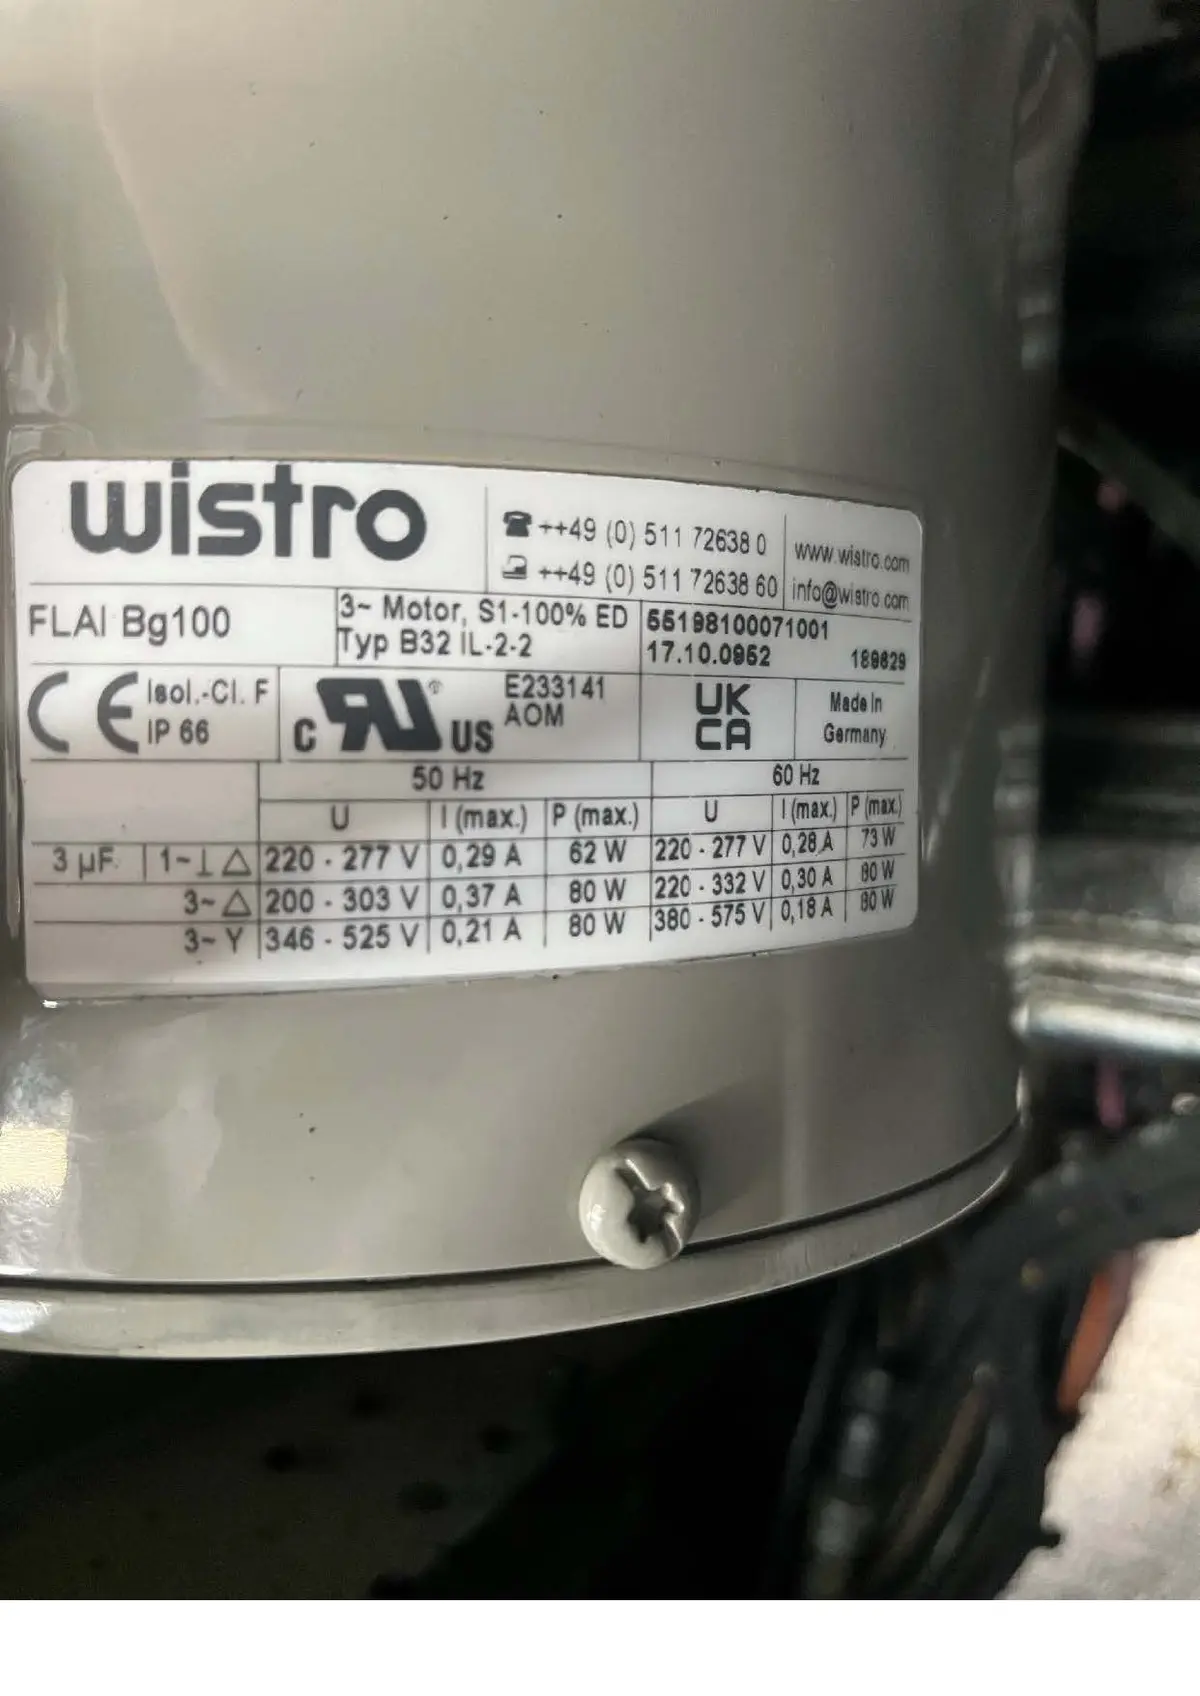 wistro
☎ ++49 (0) 511 72638 0
++49 (0) 511 72638 60
www.wistro.com
info@wistro.com
FLAI Bg100
3~ Motor, S1-100% ED
Typ B32 IL-2-2
55198100071001
17.10.0952 189829
CE Isol.-Cl. F
IP 66
c RU ® US E233141
AOM
UK
CA
Made in
Germany
50 Hz 60 Hz
U I (max.) P (max.) U I (max.) P (max.)
3 µF 1~ ⊥ △ 220 - 277 V 0,29 A 62 W 220 - 277 V 0,28 A 73 W
3~ △ 200 - 303 V 0,37 A 80 W 220 - 332 V 0,30 A 80 W
3~ Y 346 - 525 V 0,21 A 80 W 380 - 575 V 0,18 A 80 W